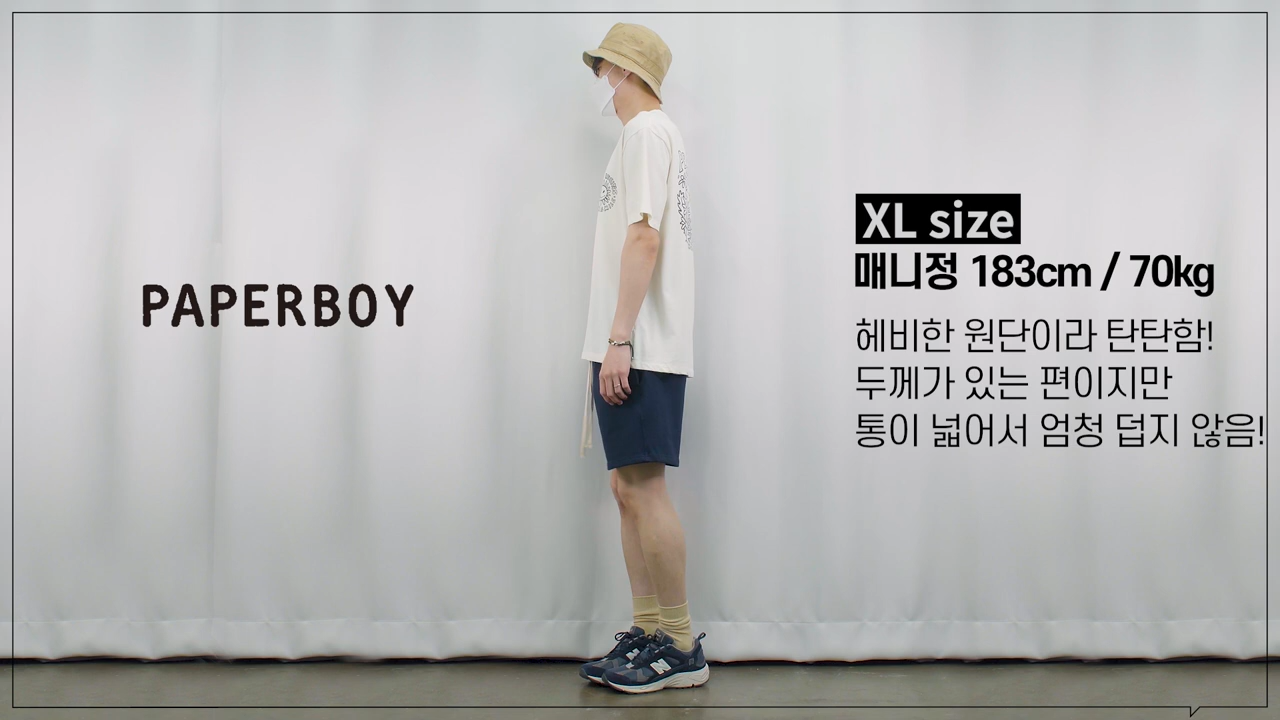 PAPERBOY
XL size
매니정 183cm / 70kg
헤비한 원단이라 탄탄함!
두께가 있는 편이지만
통이 넓어서 엄청 덥지 않음!
N